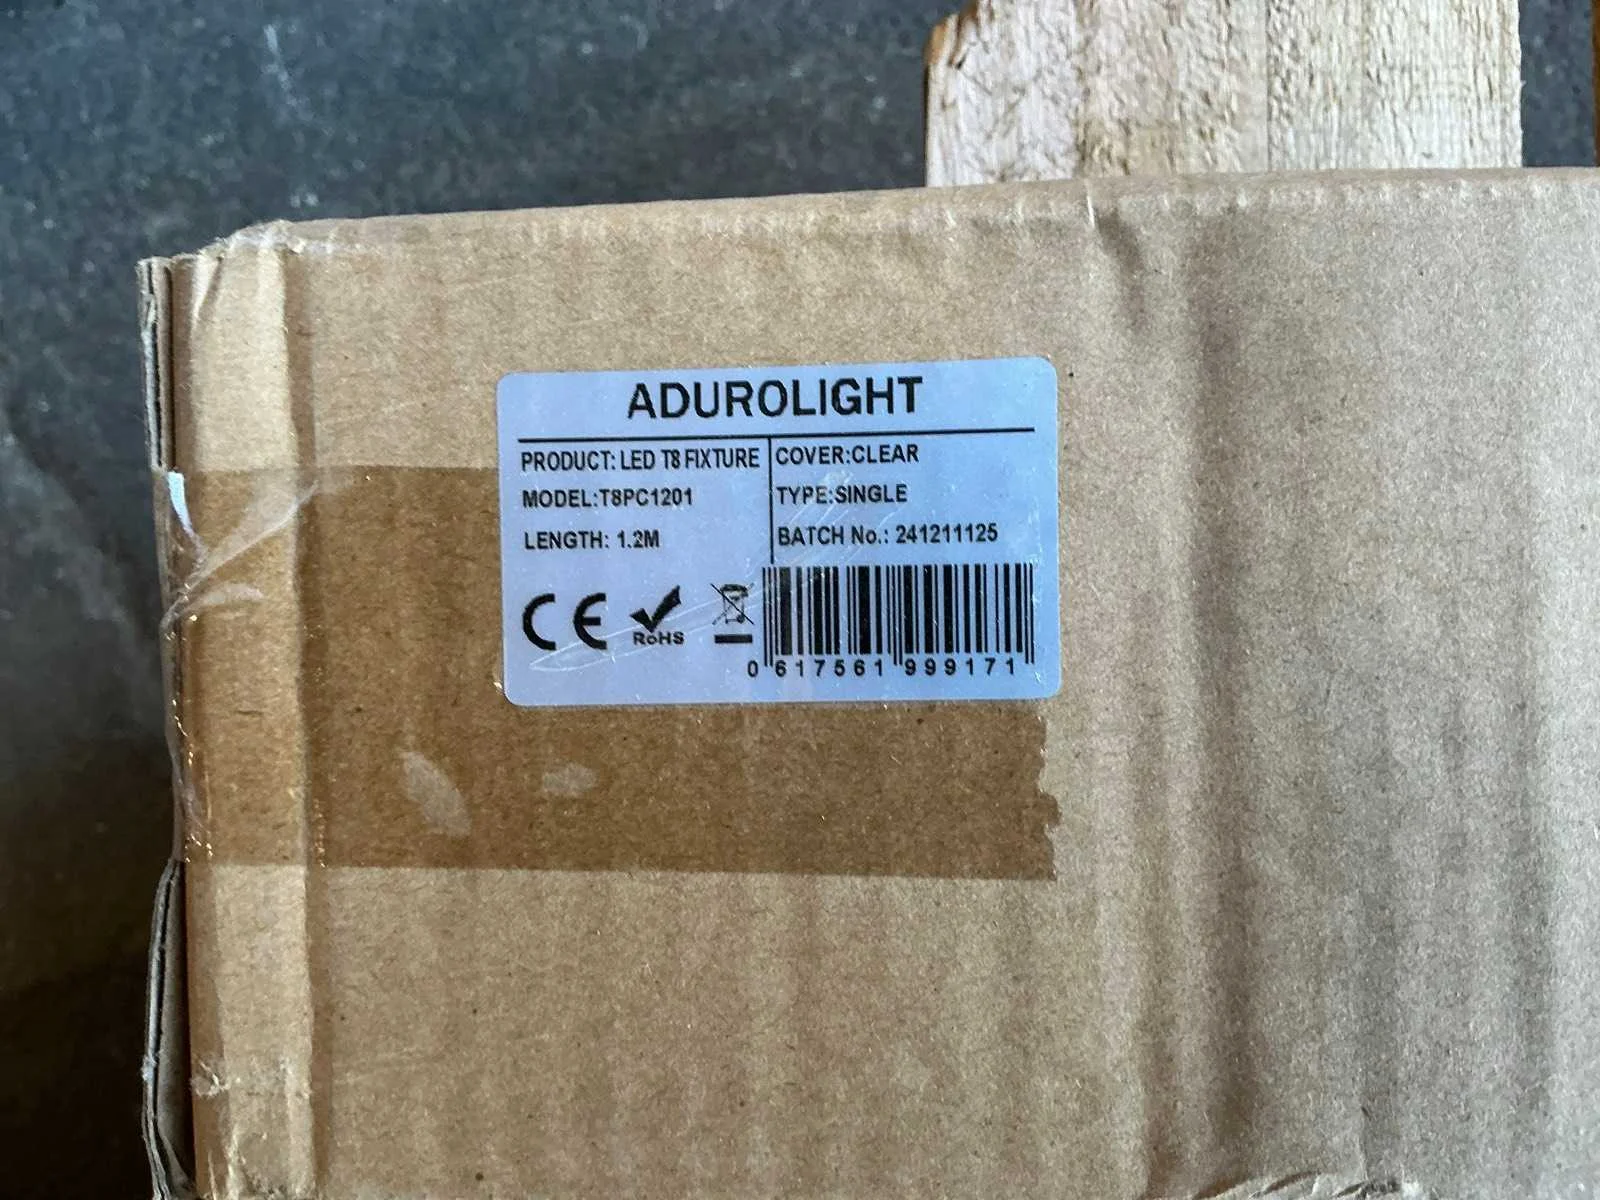 ADUROLIGHT
PRODUCT: LED T8 FIXTURE
MODEL:T8PC1201
LENGTH: 1.2M
COVER:CLEAR
TYPE:SINGLE
BATCH No.: 241211125
CE
RoHS
0 617561 999171